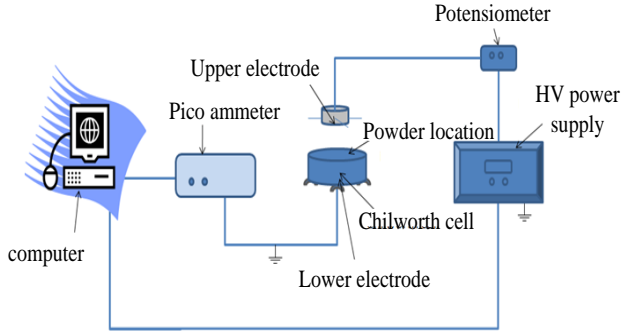 Potensiometer
Upper electrode
HV power
supply
Pico ammeter
Powder location
Chilworth cell
computer
Lower electrode